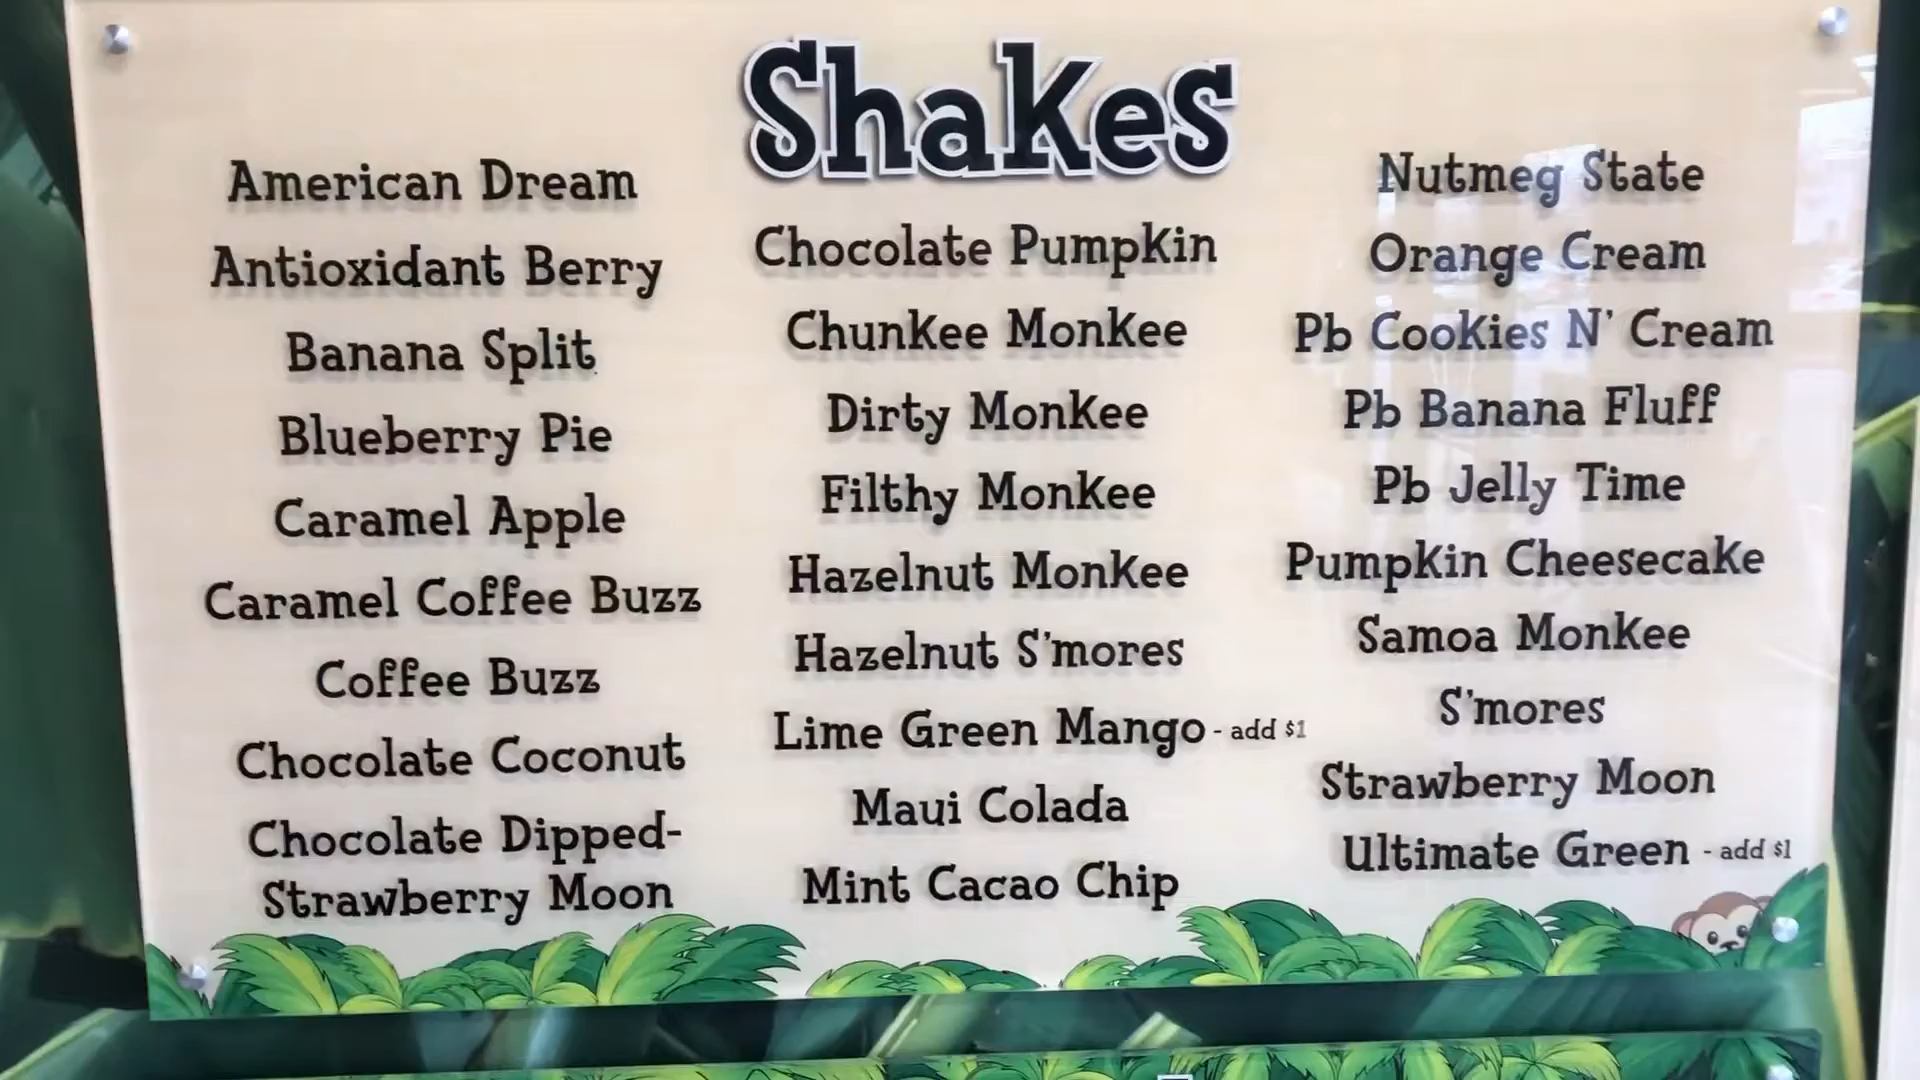 Shakes
American Dream
Antioxidant Berry
Banana Split
Blueberry Pie
Caramel Apple
Caramel Coffee Buzz
Coffee Buzz
Chocolate Coconut
Chocolate Dipped-
Strawberry Moon
Chocolate Pumpkin
Chunkee Monkee
Dirty Monkee
Filthy Monkee
Hazelnut Monkee
Hazelnut S'mores
Lime Green Mango - add $1
Maui Colada
Mint Cacao Chip
Nutmeg State
Orange Cream
Pb Cookies N' Cream
Pb Banana Fluff
Pb Jelly Time
Pumpkin Cheesecake
Samoa Monkee
S'mores
Strawberry Moon
Ultimate Green - add $1